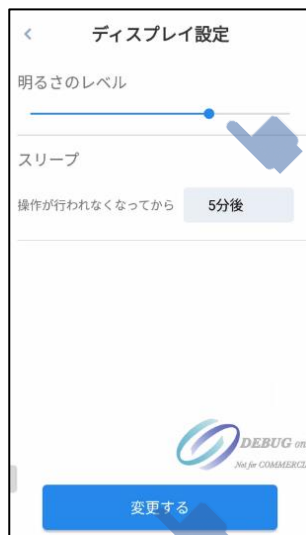 ディスプレイ設定
明るさのレベル
スリープ
操作が行われなくなってから 5分後
DEBUG on
Not for COMMERCI
変更する